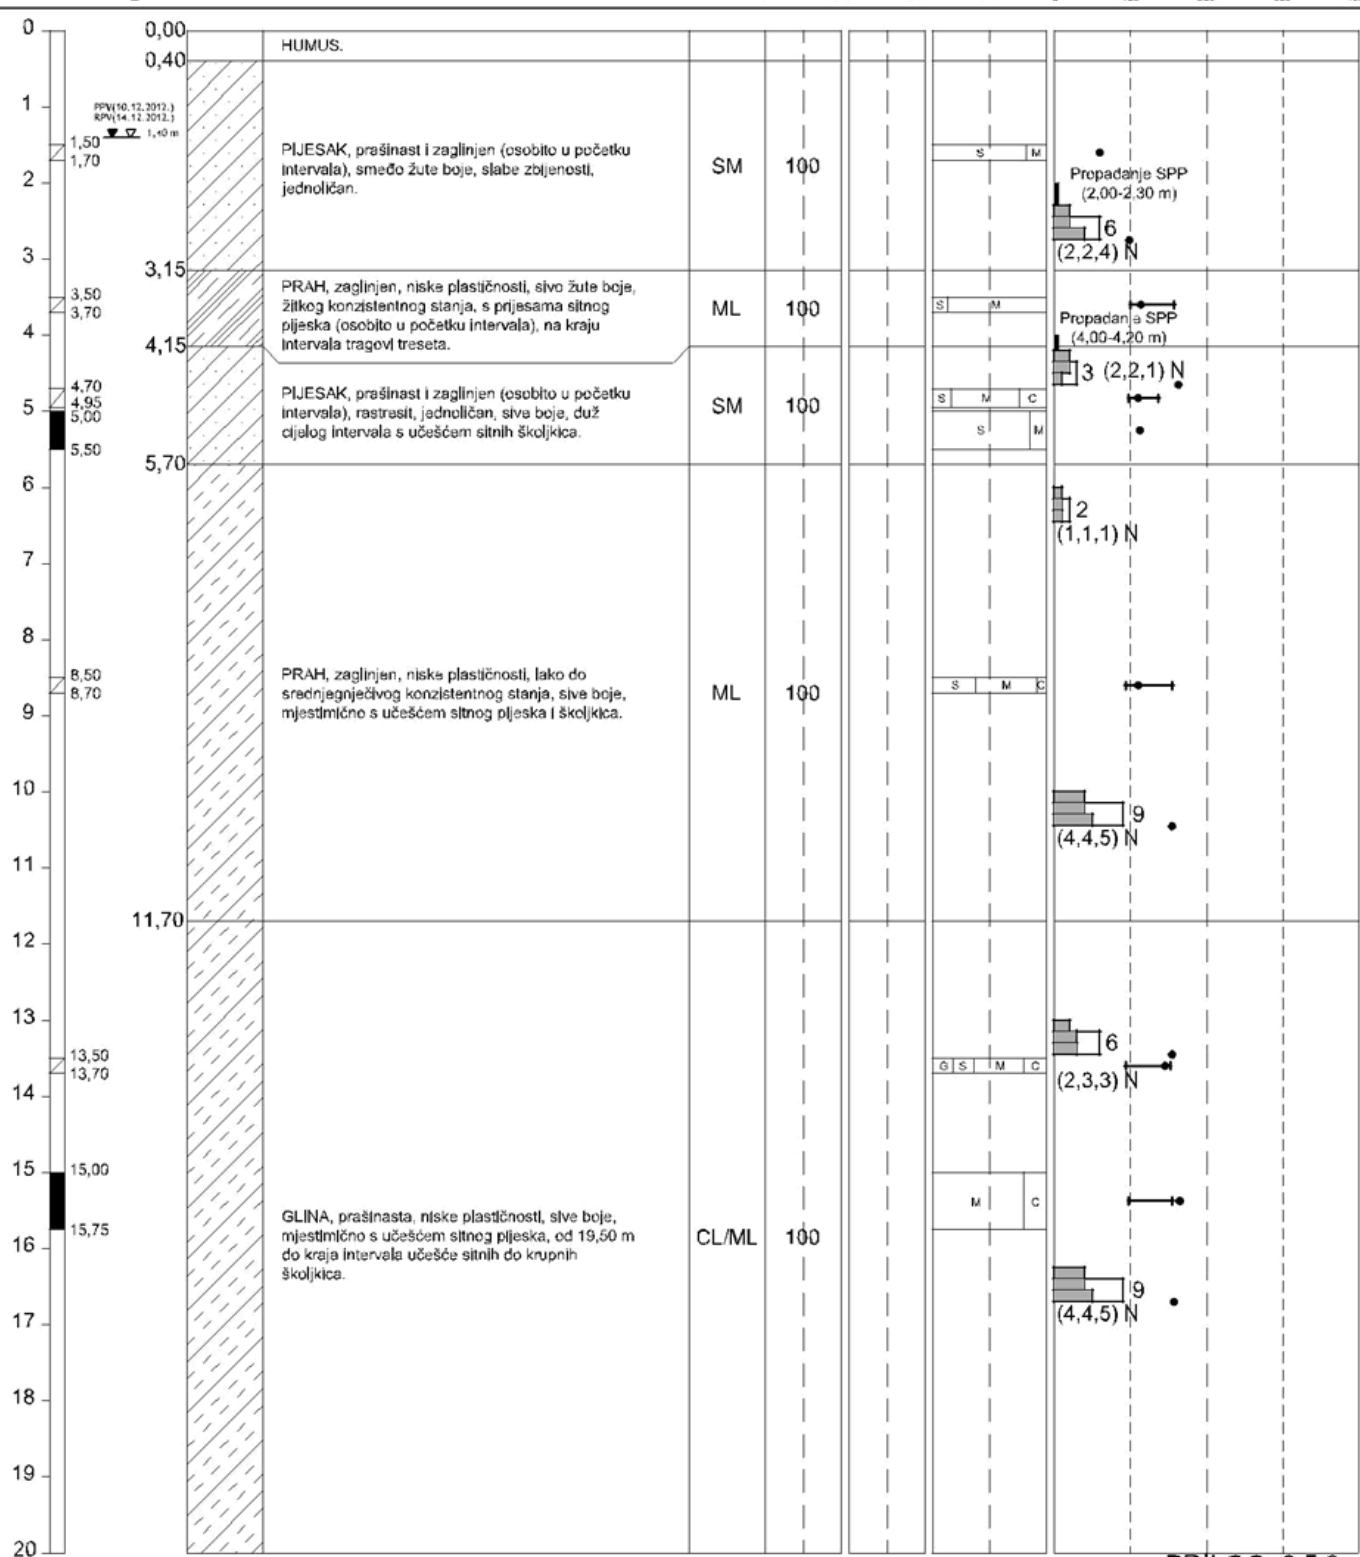 0
0,00
HUMUS.
0,40
1
PPV(10.12.2012.)
RPV(14.12.2012.)
1,40 m
1,50
1,70
PIJESAK, prašinast i zaglinjen (osobito u početku
intervala), smeđo žute boje, slabe zbijenosti,
jednoličan.
SM
100
S M
2
Propadanje SPP
(2,00-2,30 m)
6
(2,2,4) N
3
3,15
3,50
3,70
PRAH, zaglinjen, niske plastičnosti, sivo žute boje,
žitkog konzistentnog stanja, s prijesama sitnog
pijeska (osobito u početku intervala), na kraju
intervala tragovi treseta.
ML
100
S M
Propadanje SPP
(4,00-4,20 m)
4
4,15
3 (2,2,1) N
4,70
4,95
5
5,00
5,50
PIJESAK, prašinast i zaglinjen (osobito u početku
intervala), rastresit, jednoličan, sive boje, duž
cijelog intervala s učešćem sitnih školjkica.
SM
100
S M C
S M
5,70
6
2
(1,1,1) N
7
8
8,50
8,70
9
PRAH, zaglinjen, niske plastičnosti, lako do
srednjegnječivog konzistentnog stanja, sive boje,
mjestimično s učešćem sitnog pijeska i školjkica.
ML
100
S M C
10
9
(4,4,5) N
11
11,70
12
13
6
(2,3,3) N
13,50
13,70
G S M C
14
15
15,00
15,75
M C
16
GLINA, prašinasta, niske plastičnosti, sive boje,
mjestimično s učešćem sitnog pijeska, od 19,50 m
do kraja intervala učešće sitnih do krupnih
školjkica.
CL/ML
100
9
(4,4,5) N
17
18
19
20